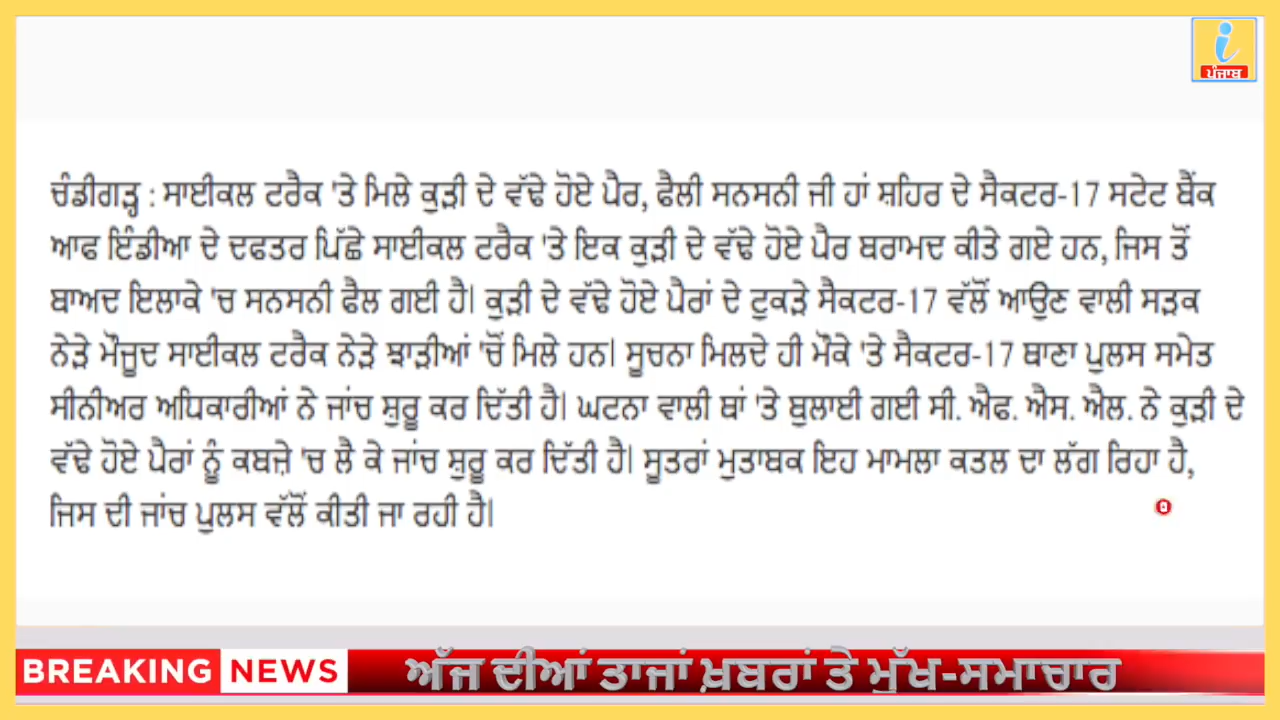 ਪੰਜਾਬ
ਚੰਡੀਗੜ੍ਹ : ਸਾਈਕਲ ਟਰੈਕ 'ਤੇ ਮਿਲੇ ਕੁੜੀ ਦੇ ਵੱਢੇ ਹੋਏ ਪੈਰ, ਫੈਲੀ ਸਨਸਨੀ ਜੀ ਹਾਂ ਸ਼ਹਿਰ ਦੇ ਸੈਕਟਰ-17 ਸਟੇਟ ਬੈਂਕ
ਆਫ ਇੰਡੀਆ ਦੇ ਦਫਤਰ ਪਿੱਛੇ ਸਾਈਕਲ ਟਰੈਕ 'ਤੇ ਇਕ ਕੁੜੀ ਦੇ ਵੱਢੇ ਹੋਏ ਪੈਰ ਬਰਾਮਦ ਕੀਤੇ ਗਏ ਹਨ, ਜਿਸ ਤੋਂ
ਬਾਅਦ ਇਲਾਕੇ 'ਚ ਸਨਸਨੀ ਫੈਲ ਗਈ ਹੈ। ਕੁੜੀ ਦੇ ਵੱਢੇ ਹੋਏ ਪੈਰਾਂ ਦੇ ਟੁਕੜੇ ਸੈਕਟਰ-17 ਵੱਲੋਂ ਆਉਣ ਵਾਲੀ ਸੜਕ
ਨੇੜੇ ਮੌਜੂਦ ਸਾਈਕਲ ਟਰੈਕ ਨੇੜੇ ਝਾੜੀਆਂ 'ਚੋਂ ਮਿਲੇ ਹਨ। ਸੂਚਨਾ ਮਿਲਦੇ ਹੀ ਮੌਕੇ 'ਤੇ ਸੈਕਟਰ-17 ਥਾਣਾ ਪੁਲਸ ਸਮੇਤ
ਸੀਨੀਅਰ ਅਧਿਕਾਰੀਆਂ ਨੇ ਜਾਂਚ ਸ਼ੁਰੂ ਕਰ ਦਿੱਤੀ ਹੈ। ਘਟਨਾ ਵਾਲੀ ਥਾਂ 'ਤੇ ਬੁਲਾਈ ਗਈ ਸੀ. ਐਫ. ਐਸ. ਐਲ. ਨੇ ਕੁੜੀ ਦੇ
ਵੱਢੇ ਹੋਏ ਪੈਰਾਂ ਨੂੰ ਕਬਜ਼ੇ 'ਚ ਲੈ ਕੇ ਜਾਂਚ ਸ਼ੁਰੂ ਕਰ ਦਿੱਤੀ ਹੈ। ਸੂਤਰਾਂ ਮੁਤਾਬਕ ਇਹ ਮਾਮਲਾ ਕਤਲ ਦਾ ਲੱਗ ਰਿਹਾ ਹੈ,
ਜਿਸ ਦੀ ਜਾਂਚ ਪੁਲਸ ਵੱਲੋਂ ਕੀਤੀ ਜਾ ਰਹੀ ਹੈ।
BREAKING NEWS ਅੱਜ ਦੀਆਂ ਤਾਜਾਂ ਖ਼ਬਰਾਂ ਤੇ ਮੁੱਖ-ਸਮਾਚਾਰ